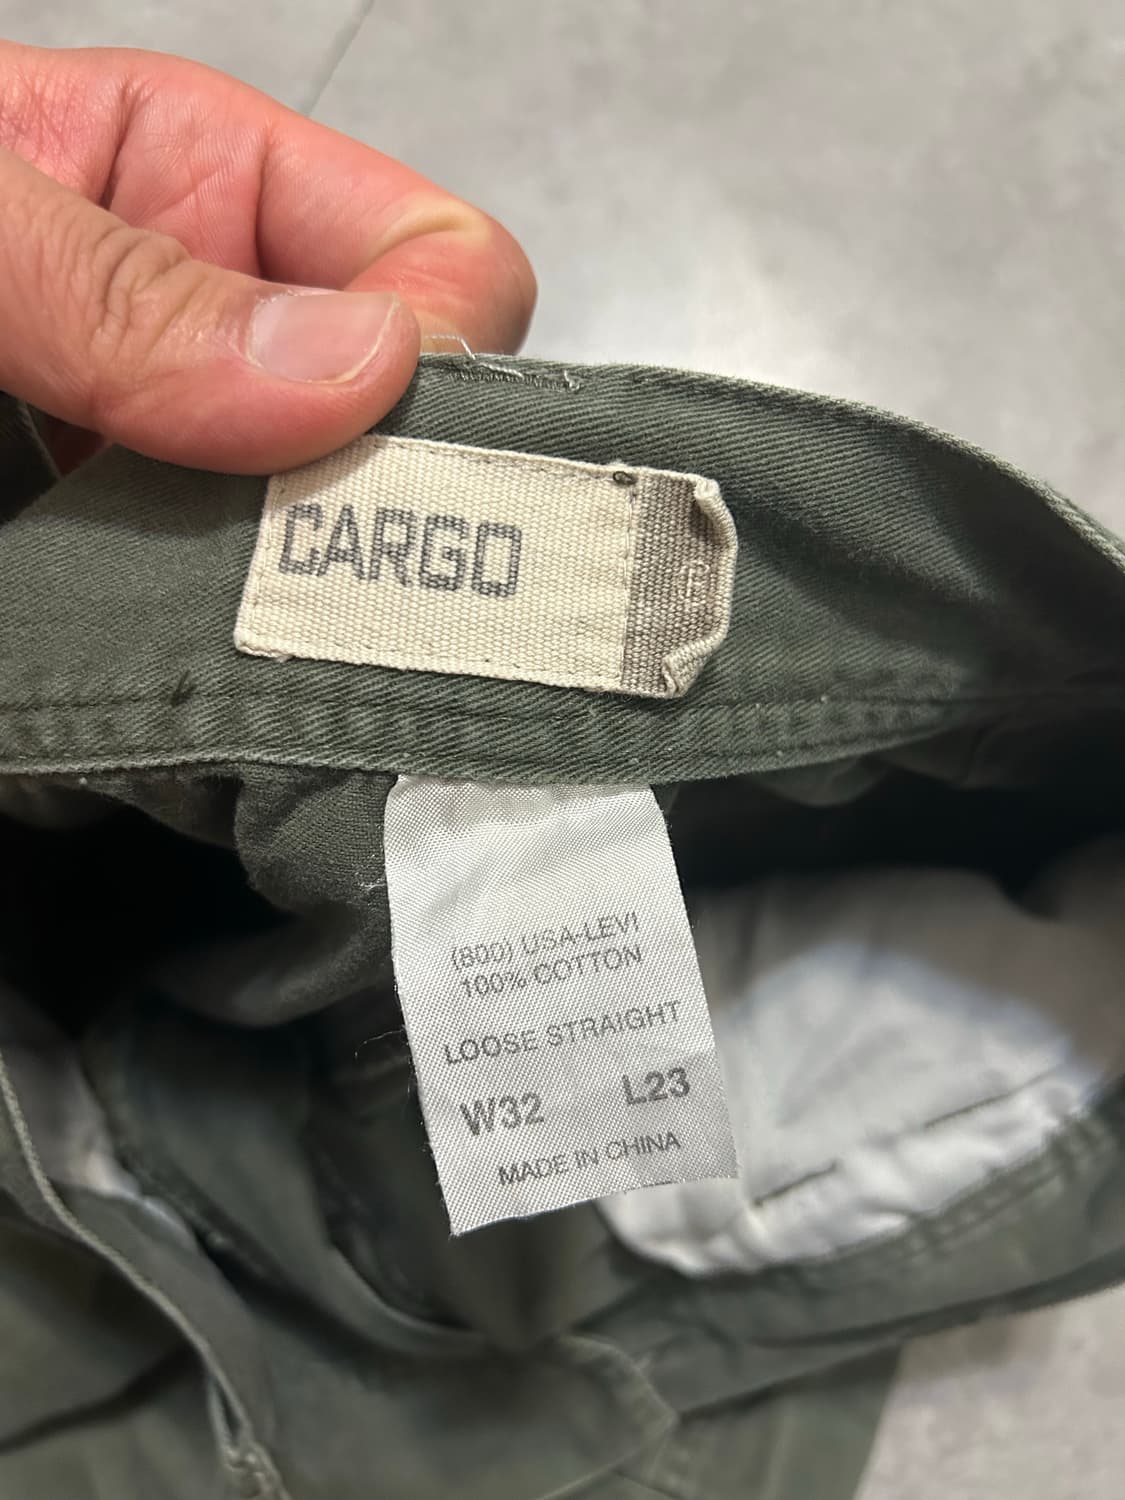 CARGO
(800) USA-LEVI
100% COTTON
LOOSE STRAIGHT
W32 L23
MADE IN CHINA